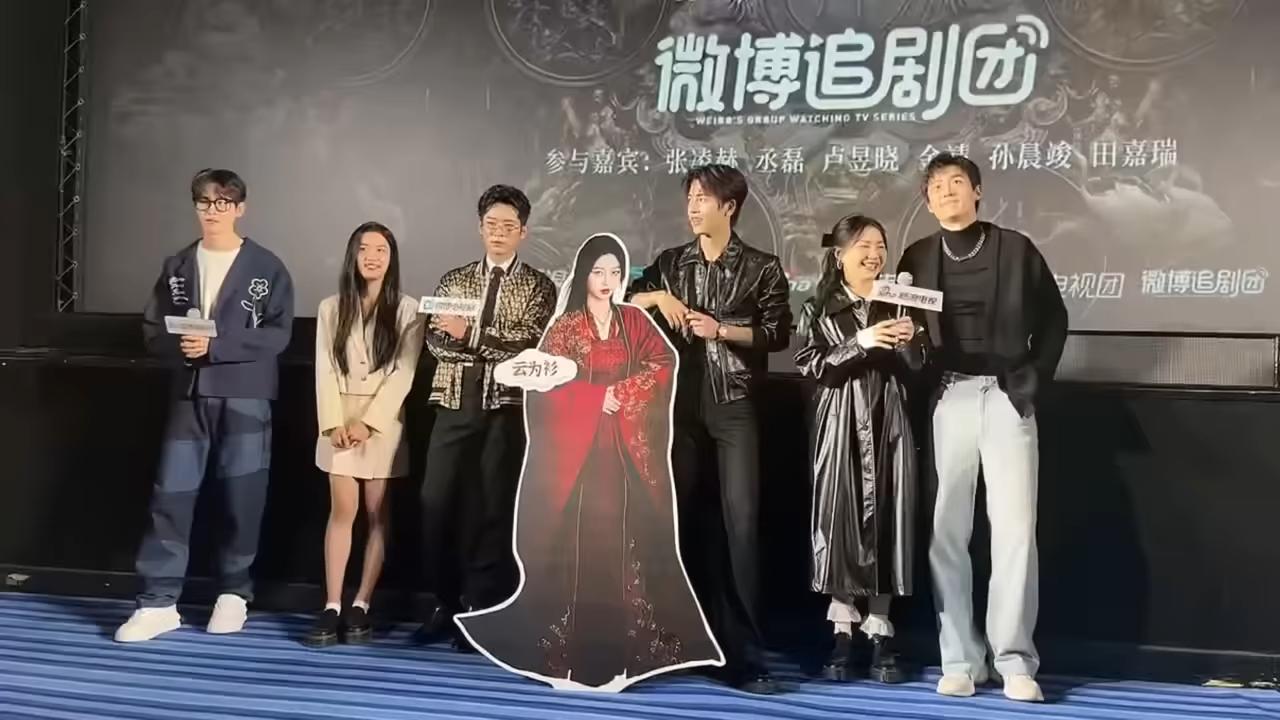 微博追剧团
WEIBO'S GROUP WATCHING TV SERIES
参与嘉宾：张凌赫 丞磊 卢昱晓 金靖 孙晨竣 田嘉瑞
电视团 微博追剧团
云为衫